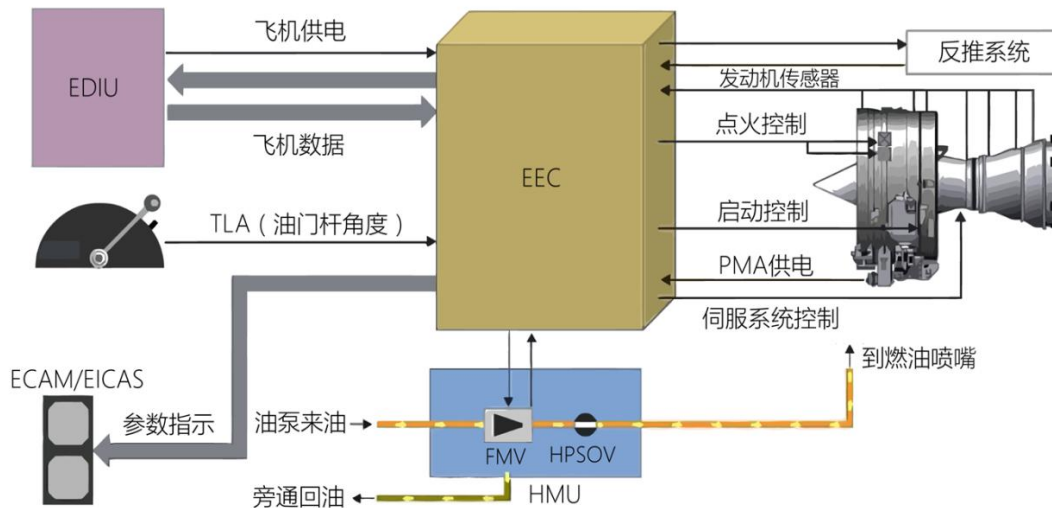 飞机供电
EDIU
飞机数据
TLA（油门杆角度）
EEC
反推系统
发动机传感器
点火控制
启动控制
PMA供电
伺服系统控制
到燃油喷嘴
ECAM/EICAS
参数指示
油泵来油
FMV
HPSOV
旁通回油
HMU